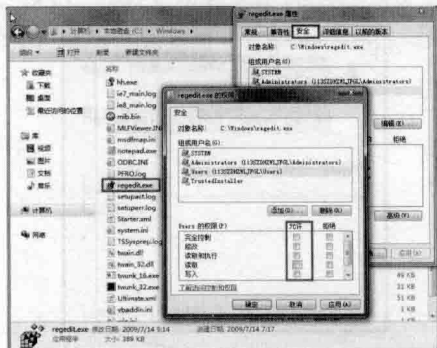 计算机 ▸ 本地磁盘 (C:) ▸ Windows ▸
组织 ▾
打开
刻录
新建文件夹
收藏夹
下载
桌面
最近访问的位置
库
视频
图片
文档
音乐
计算机
网络
名称
hh.exe
ie7_main.log
ie8_main.log
mib.bin
msdfmap.ini
notepad.exe
ODBC.INI
PFRO.log
regedit.exe
setupact.log
setuperr.log
Starter.xml
system.ini
TSSysprep.log
twain.dll
twain_32.dll
twunk_16.exe
twunk_32.exe
Ultimate.xml
vbaddin.ini
regedit.exe 修改日期: 2009/7/14 9:14
创建日期: 2009/7/14 7:17
应用程序
大小: 389 KB
regedit.exe 属性
常规 兼容性 安全 详细信息 以前的版本
对象名称: C:\Windows\regedit.exe
组或用户名(G):
SYSTEM
编辑(E)...
拒绝
高级(V)
应用(A)
regedit.exe 的权限
安全
对象名称: C:\Windows\regedit.exe
组或用户名(G):
SYSTEM
TrustedInstaller
添加(D)...
删除(R)
Users 的权限(P)
允许
拒绝
完全控制
修改
读取和执行
读取
写入
了解访问控制和权限
确定
取消
应用(A)